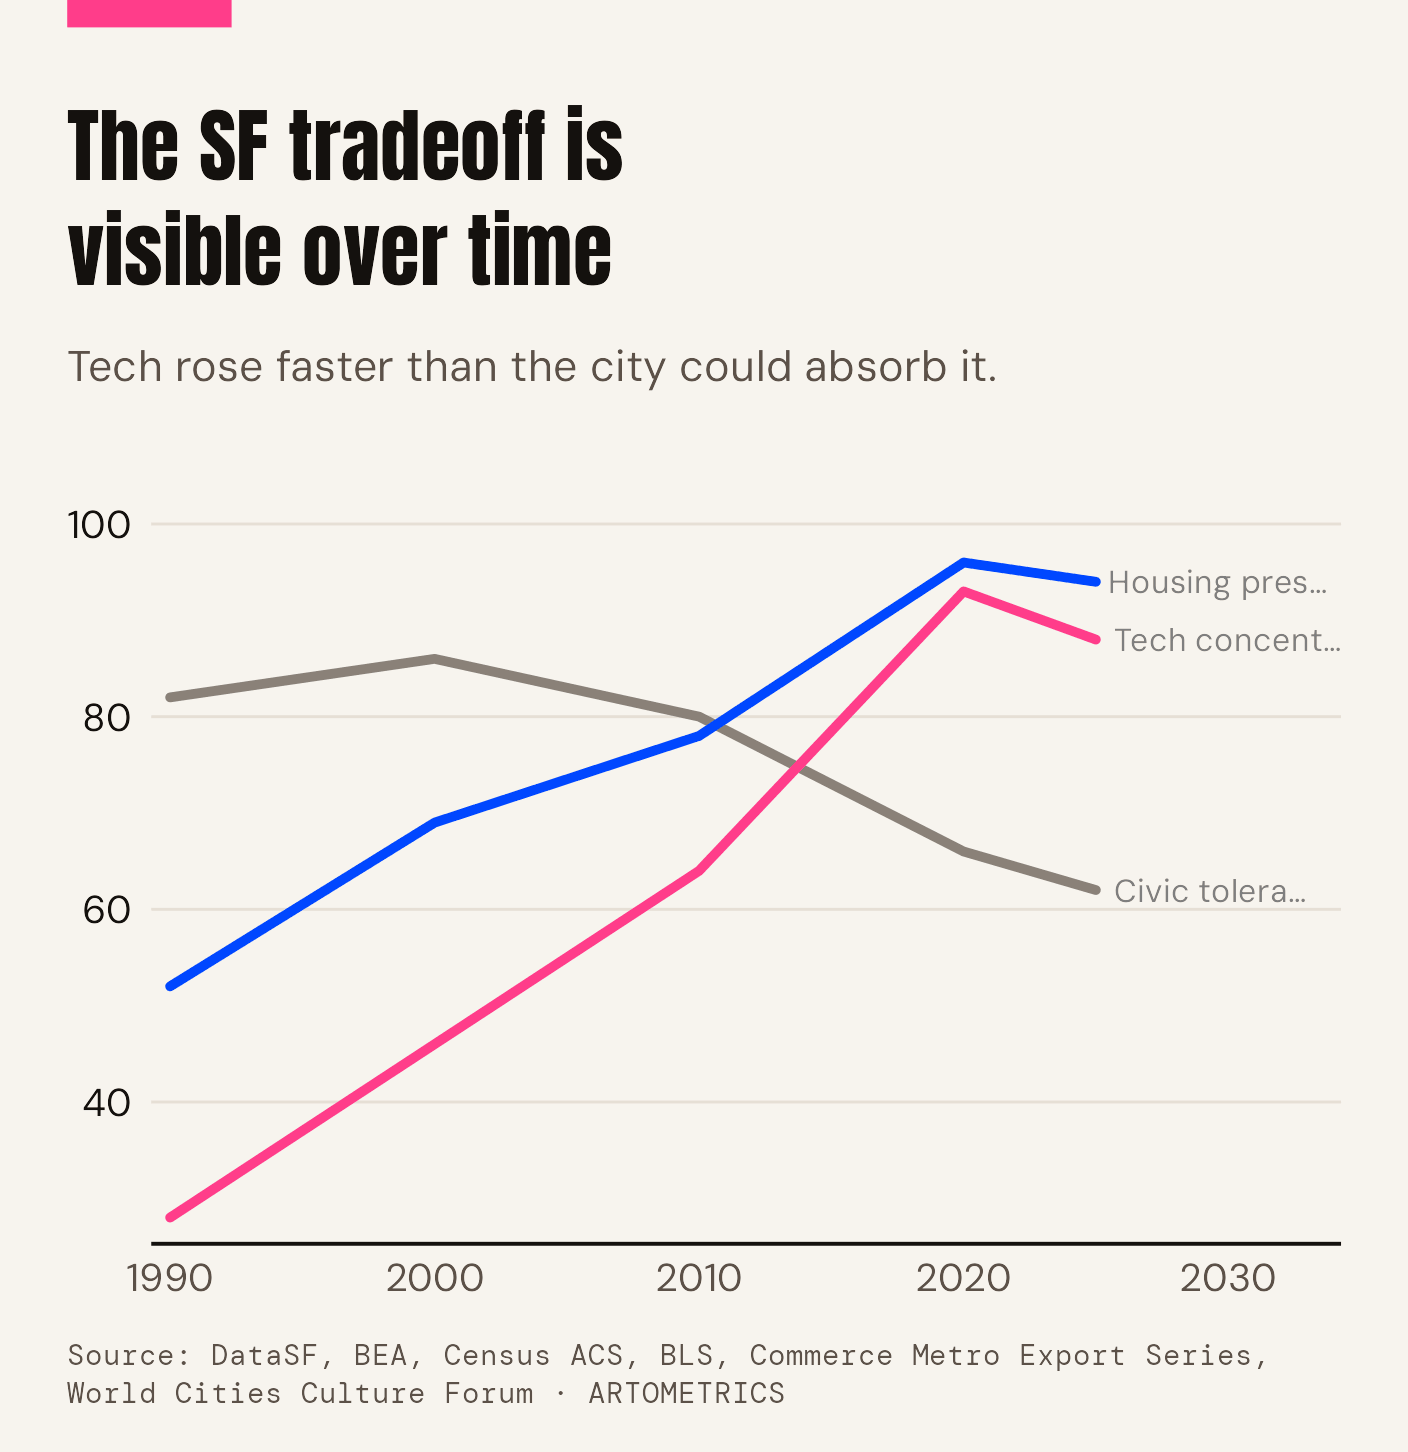 The SF tradeoff is
visible over time
Tech rose faster than the city could absorb it.
100
Housing pres…
Tech concent…
80
Civic tolera…
60
40
1990 2000 2010 2020 2030
Source: DataSF, BEA, Census ACS, BLS, Commerce Metro Export Series,
World Cities Culture Forum · ARTOMETRICS